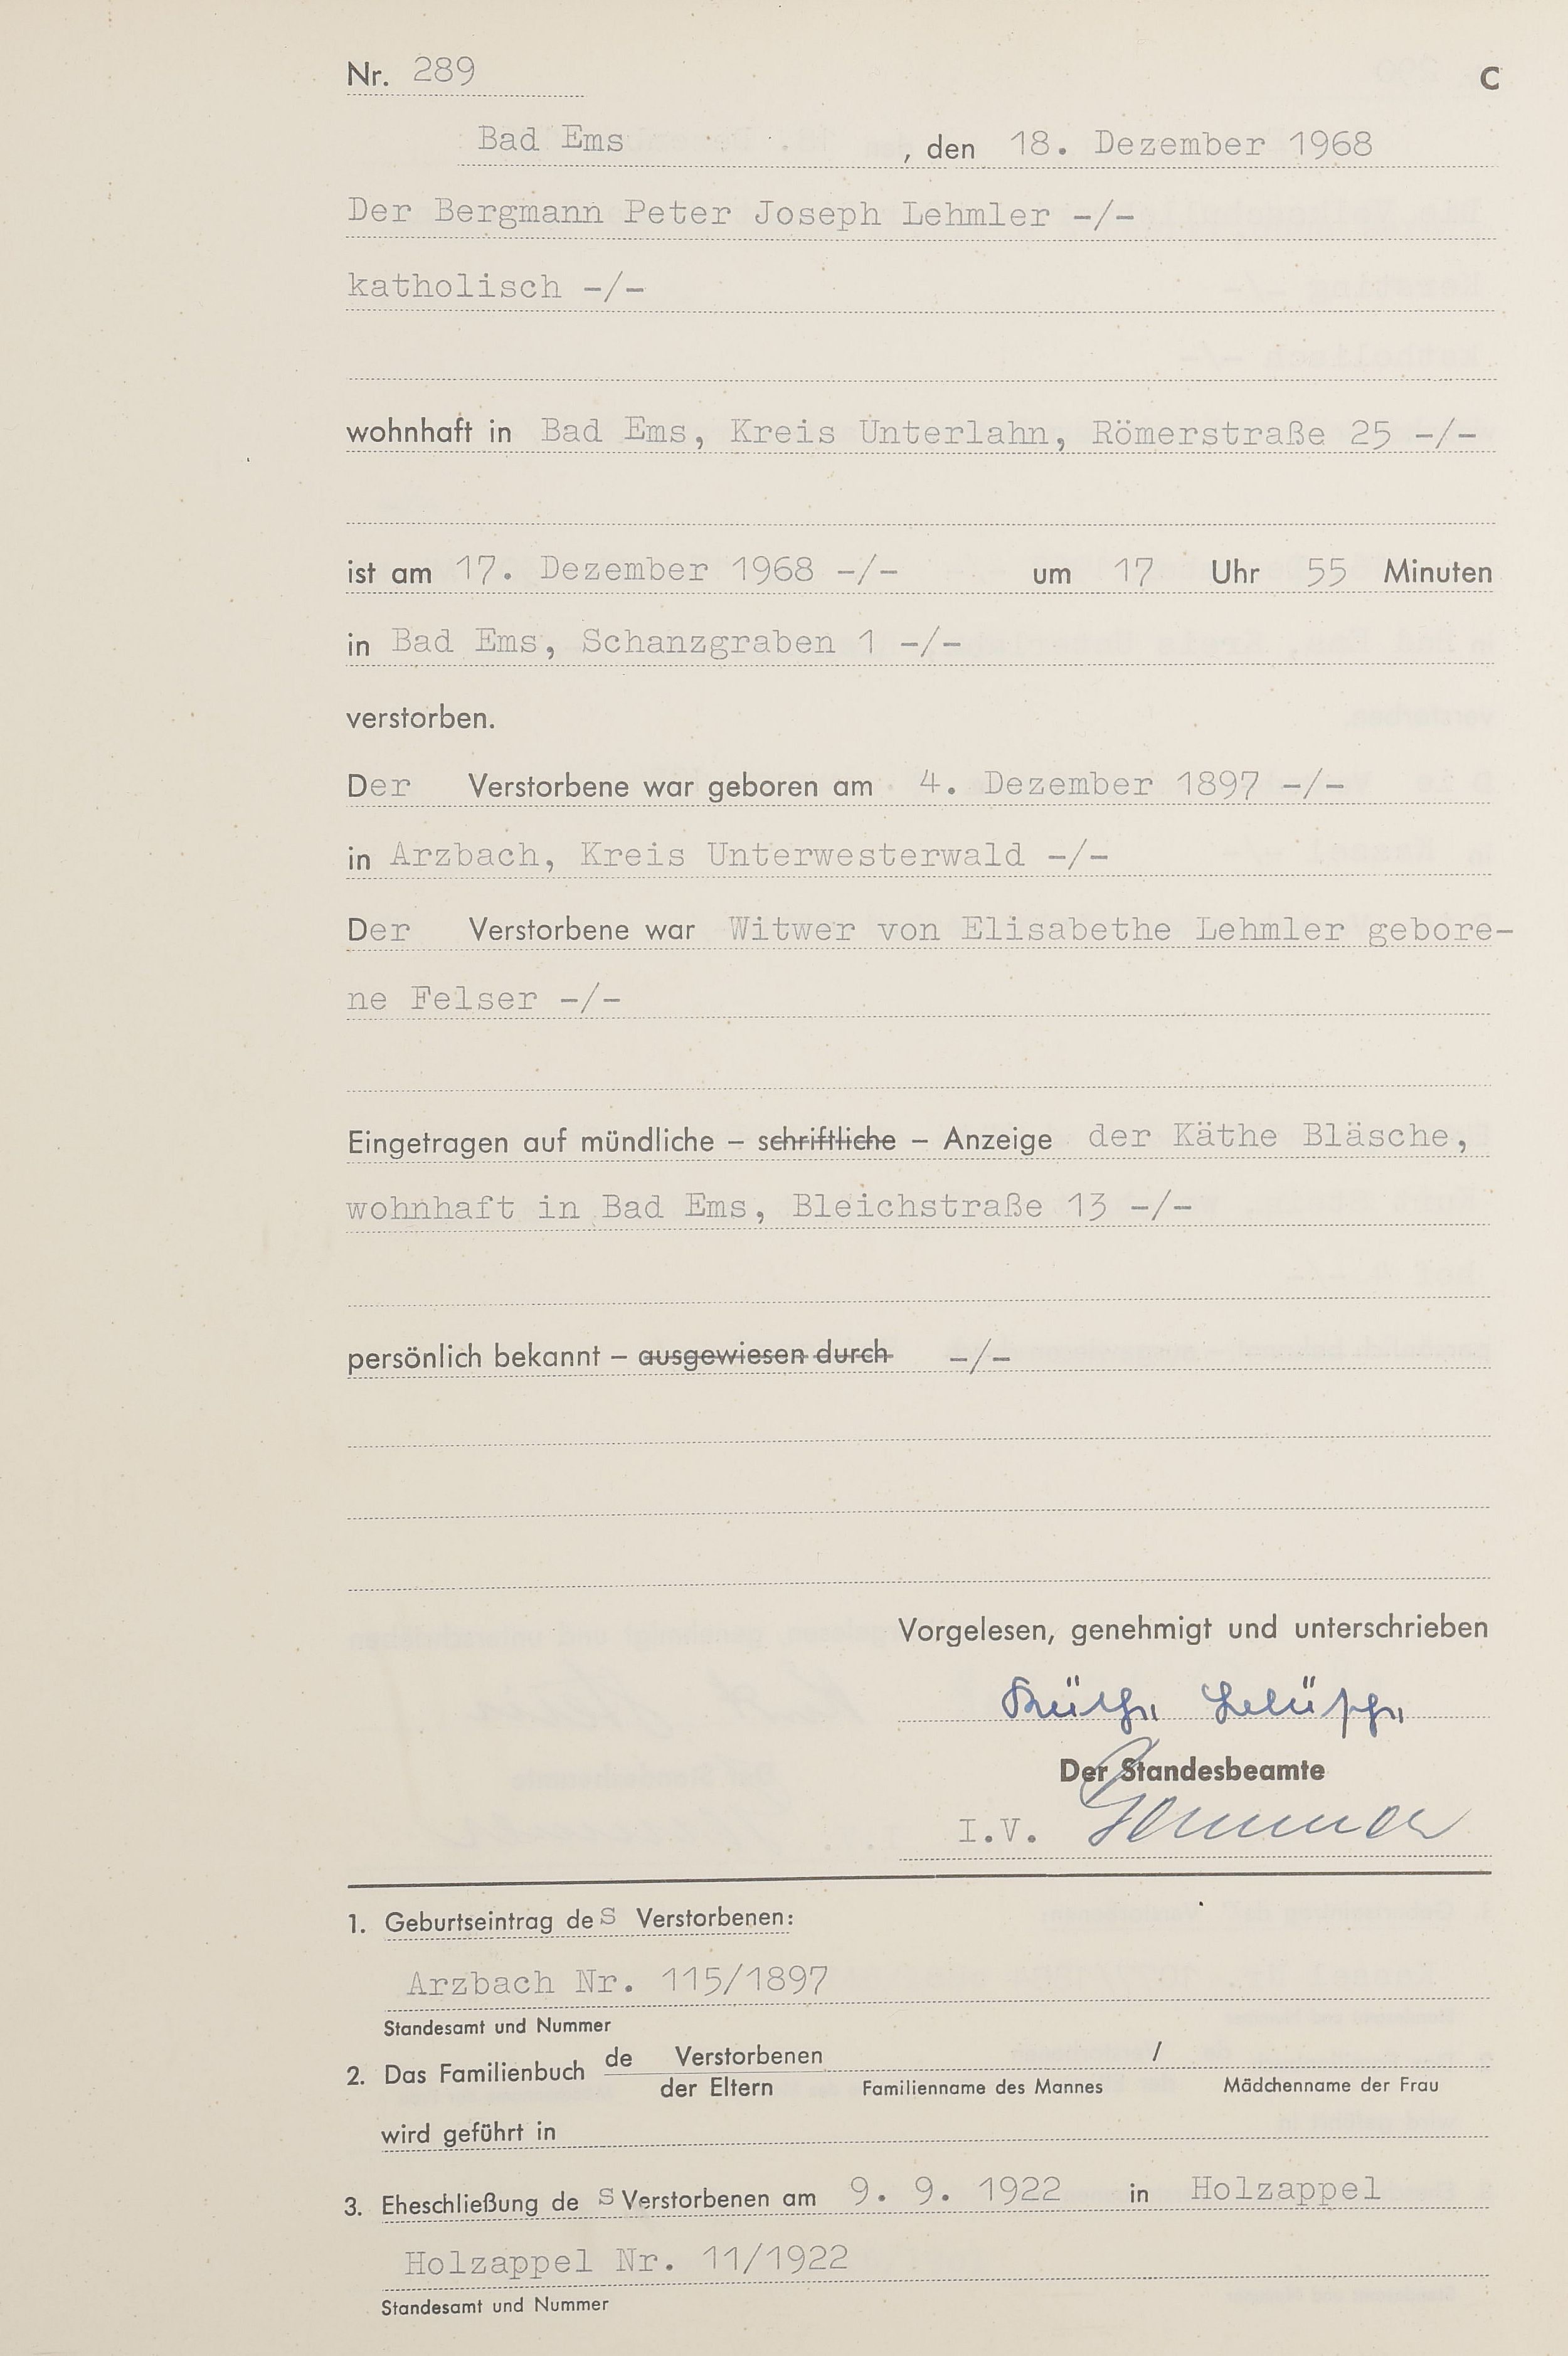 Nr. 289 C
Bad Ems , den 18. Dezember 1968
Der Bergmann Peter Joseph Lehmler -/-
katholisch -/-
wohnhaft in Bad Ems, Kreis Unterlahn, Römerstraße 25 -/-
ist am 17. Dezember 1968 -/- um 17 Uhr 55 Minuten
in Bad Ems, Schanzgraben 1 -/-
verstorben.
Der Verstorbene war geboren am 4. Dezember 1897 -/-
in Arzbach, Kreis Unterwesterwald -/-
Der Verstorbene war Witwer von Elisabethe Lehmler gebore-
ne Felser -/-
Eingetragen auf mündliche – schriftliche – Anzeige der Käthe Bläsche,
wohnhaft in Bad Ems, Bleichstraße 13 -/-
persönlich bekannt – ausgewiesen durch -/-
Vorgelesen, genehmigt und unterschrieben
Käthe Bläsche
Der Standesbeamte
I.V.
1. Geburtseintrag des Verstorbenen:
Arzbach Nr. 115/1897
Standesamt und Nummer
2. Das Familienbuch de Verstorbenen /
der Eltern Familienname des Mannes Mädchenname der Frau
wird geführt in
3. Eheschließung des Verstorbenen am 9. 9. 1922 in Holzappel
Holzappel Nr. 11/1922
Standesamt und Nummer